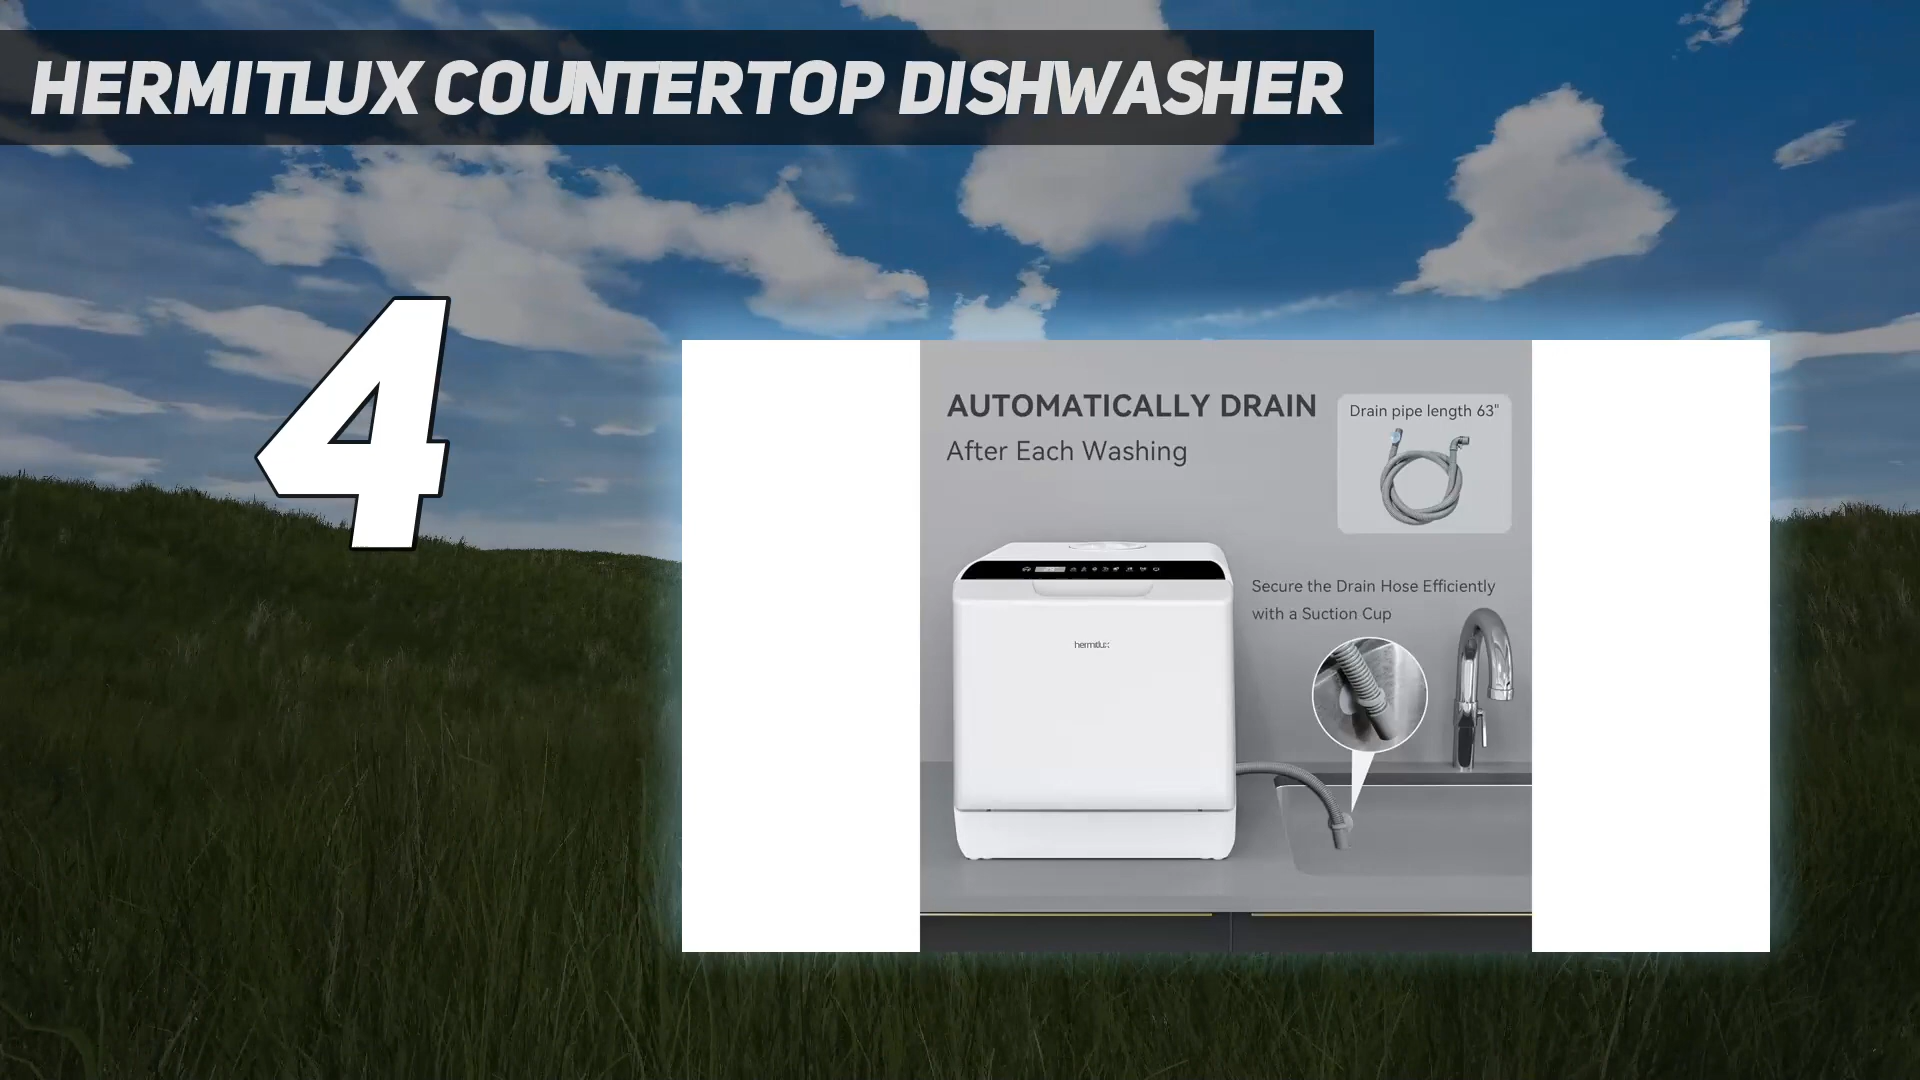 HERMITLUX COUNTERTOP DISHWASHER
4
AUTOMATICALLY DRAIN
After Each Washing
Drain pipe length 63"
Secure the Drain Hose Efficiently
with a Suction Cup
hermitlux